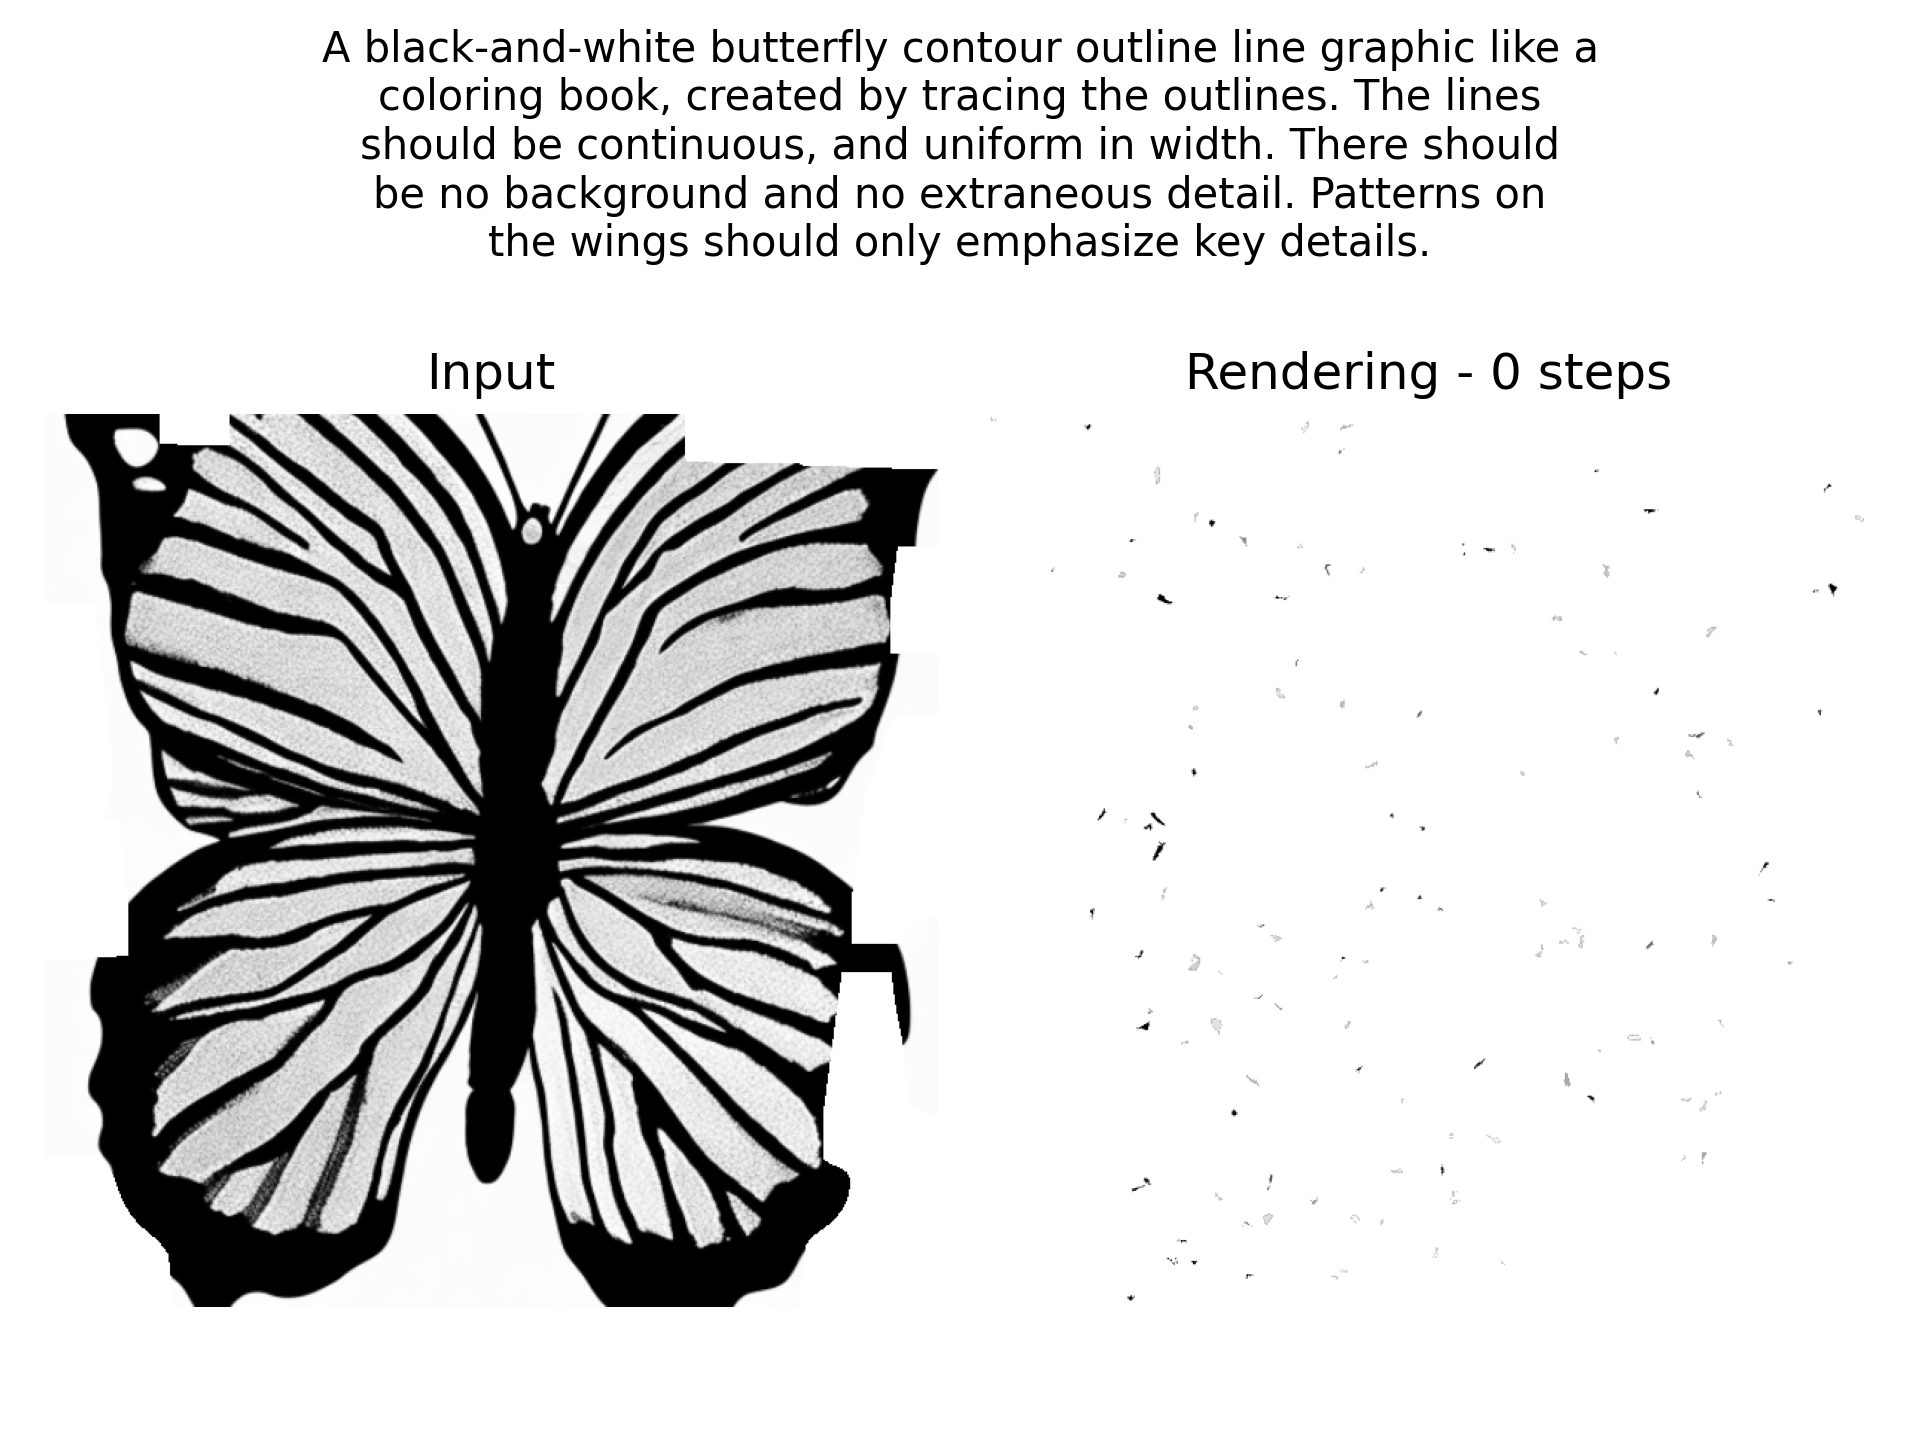 A black-and-white butterfly contour outline line graphic like a
coloring book, created by tracing the outlines. The lines
should be continuous, and uniform in width. There should
be no background and no extraneous detail. Patterns on
the wings should only emphasize key details.
Input
Rendering - 0 steps